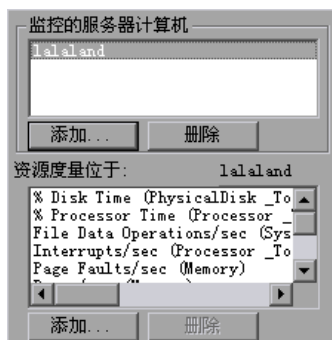 监控的服务器计算机
lalaland
添加... 删除
资源度量位于: lalaland
% Disk Time (PhysicalDisk _To
% Processor Time (Processor _
File Data Operations/sec (Sys
Interrupts/sec (Processor _To
Page Faults/sec (Memory)
添加... 删除